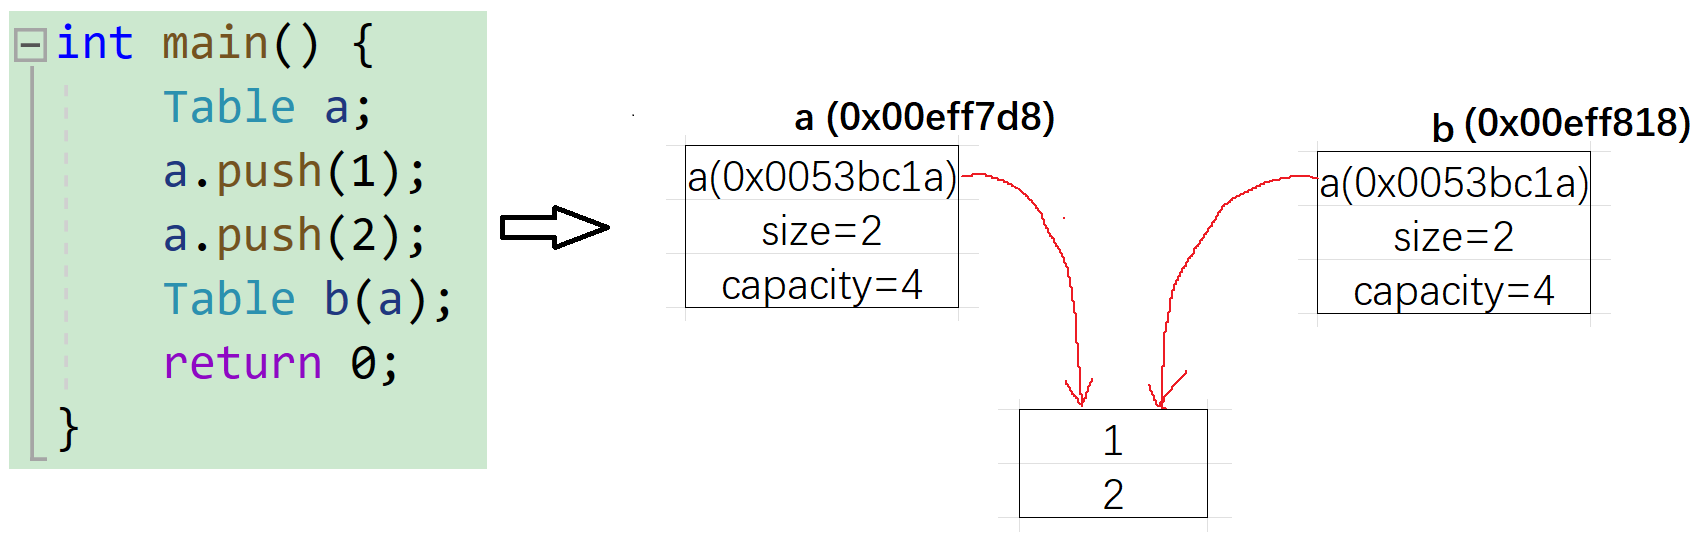 int main() {
Table a;
a.push(1);
a.push(2);
Table b(a);
return 0;
}
a (0x00eff7d8)
a(0x0053bc1a)
size=2
capacity=4
b (0x00eff818)
a(0x0053bc1a)
size=2
capacity=4
1
2